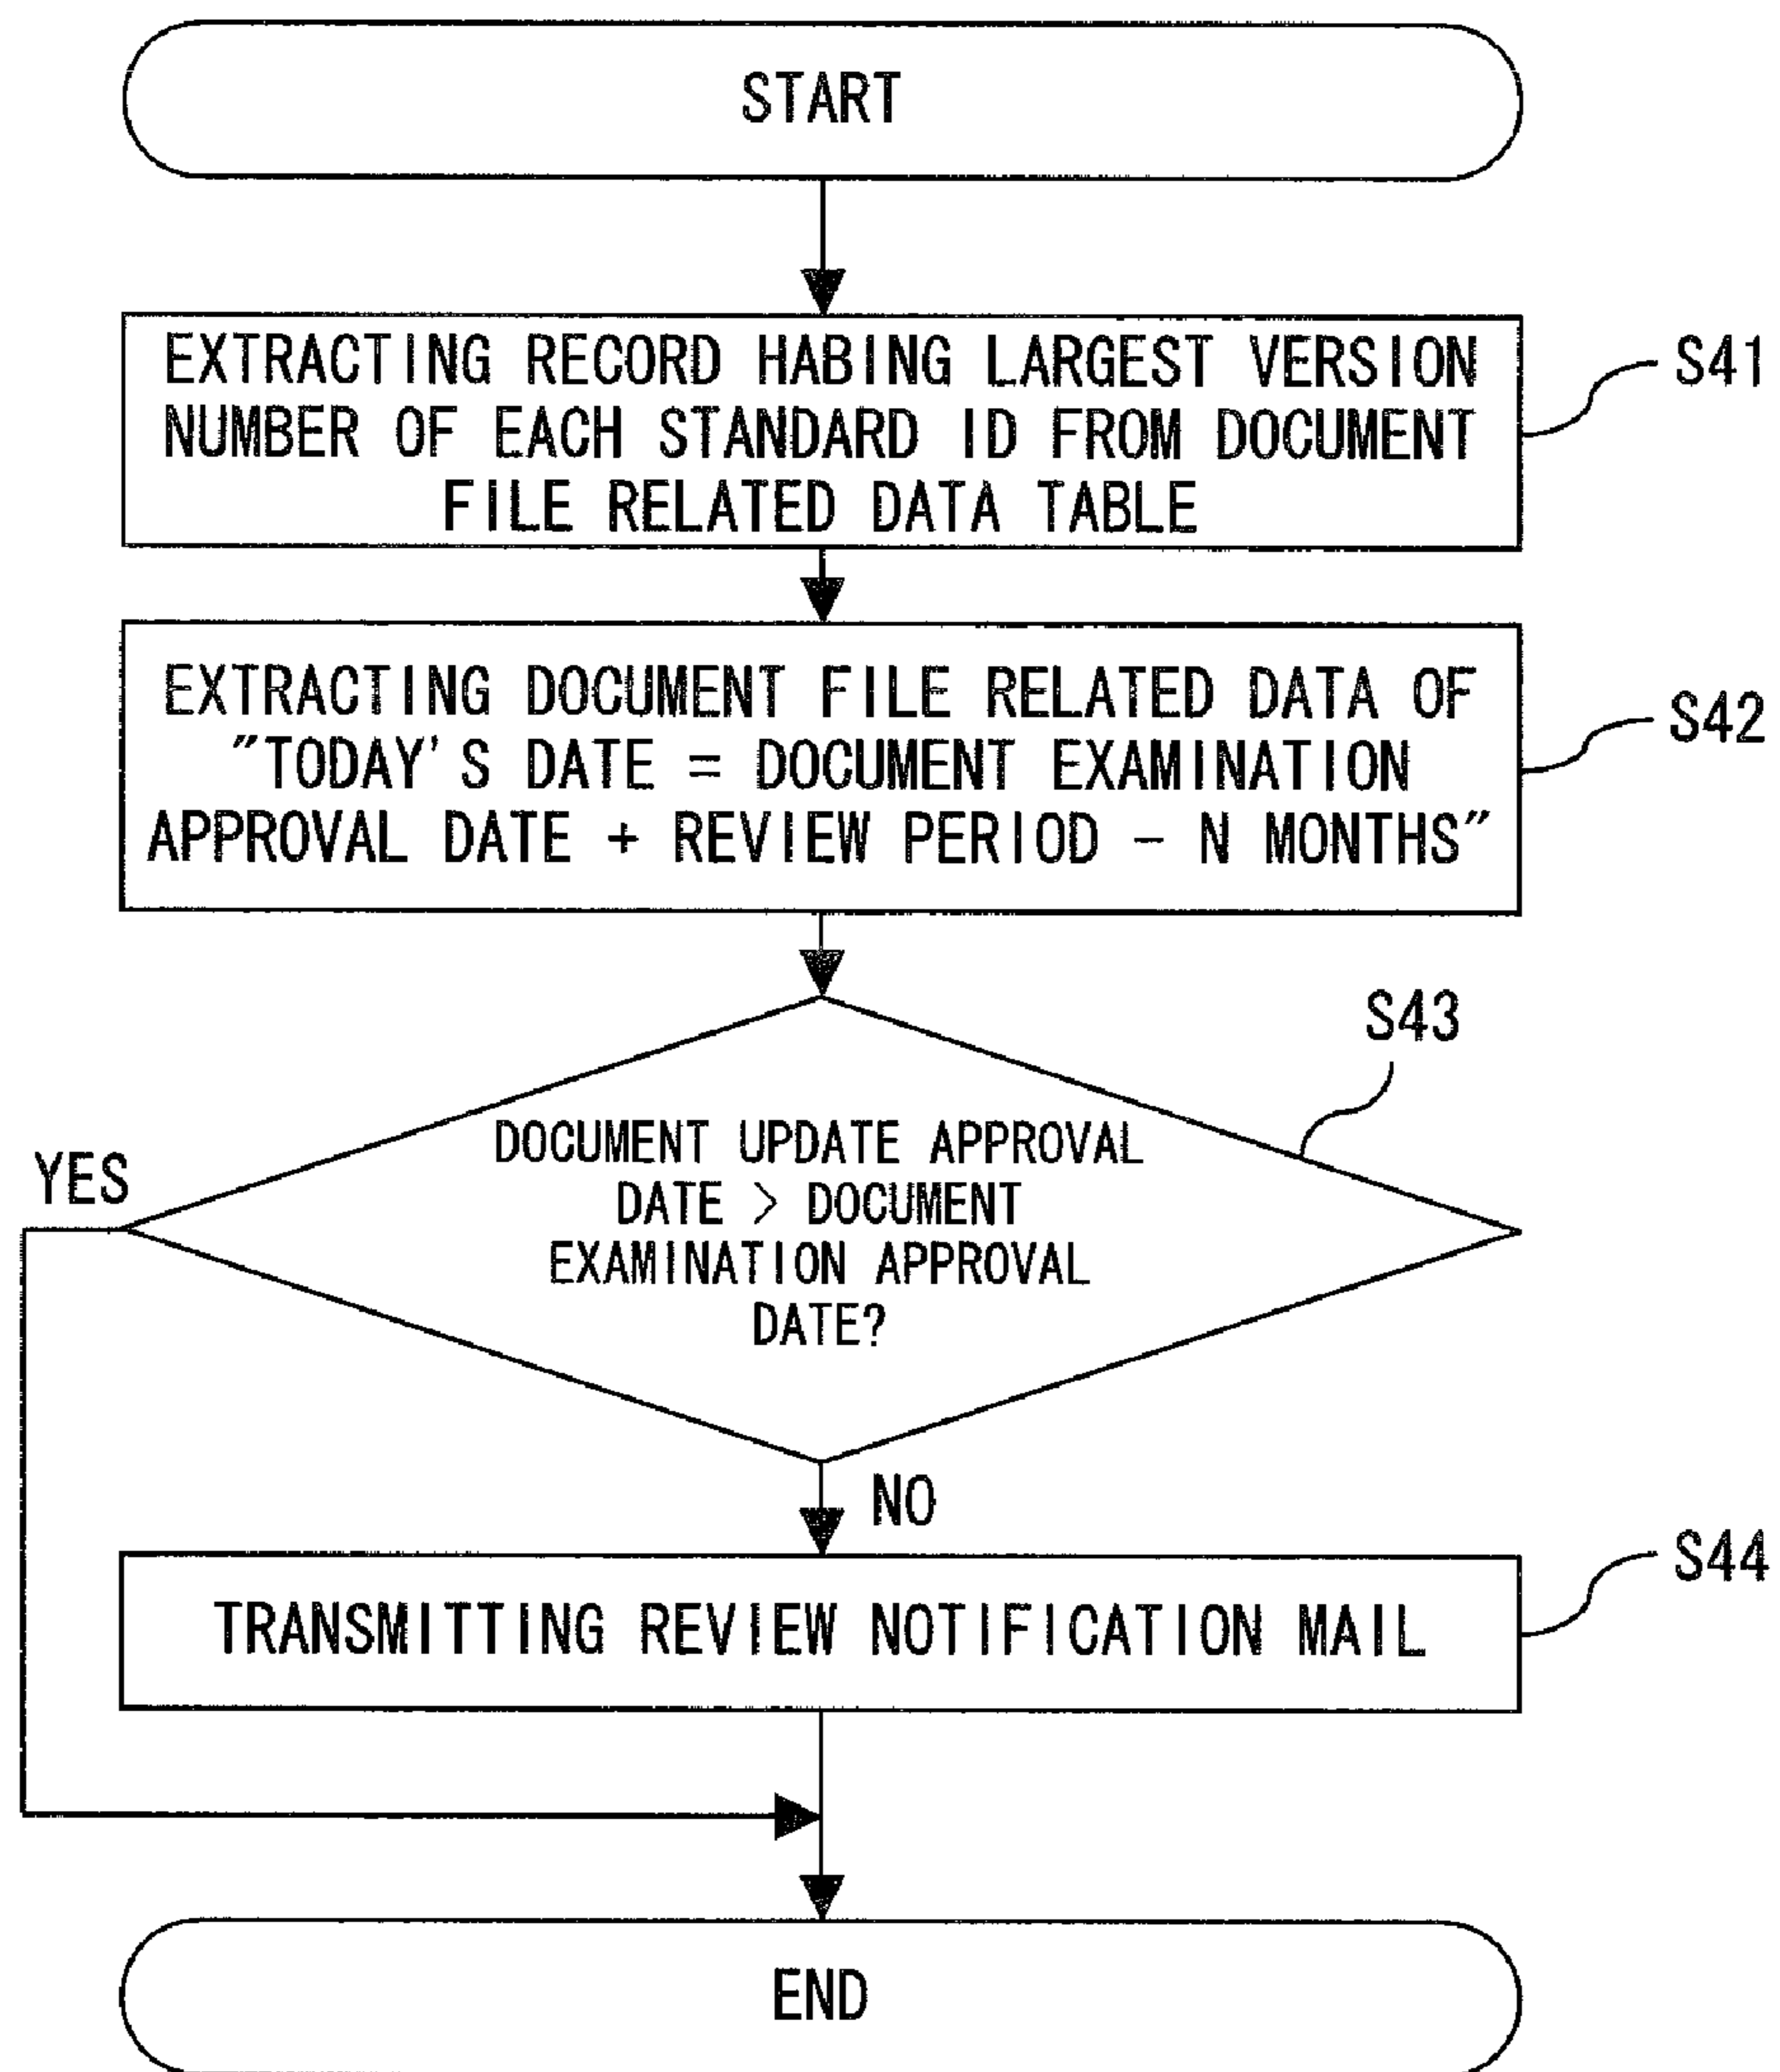 START
EXTRACTING RECORD HABING LARGEST VERSION
NUMBER OF EACH STANDARD ID FROM DOCUMENT
FILE RELATED DATA TABLE
S41
EXTRACTING DOCUMENT FILE RELATED DATA OF
"TODAY'S DATE = DOCUMENT EXAMINATION
APPROVAL DATE + REVIEW PERIOD - N MONTHS"
S42
S43
DOCUMENT UPDATE APPROVAL
DATE > DOCUMENT
EXAMINATION APPROVAL
DATE?
YES
NO
TRANSMITTING REVIEW NOTIFICATION MAIL
S44
END